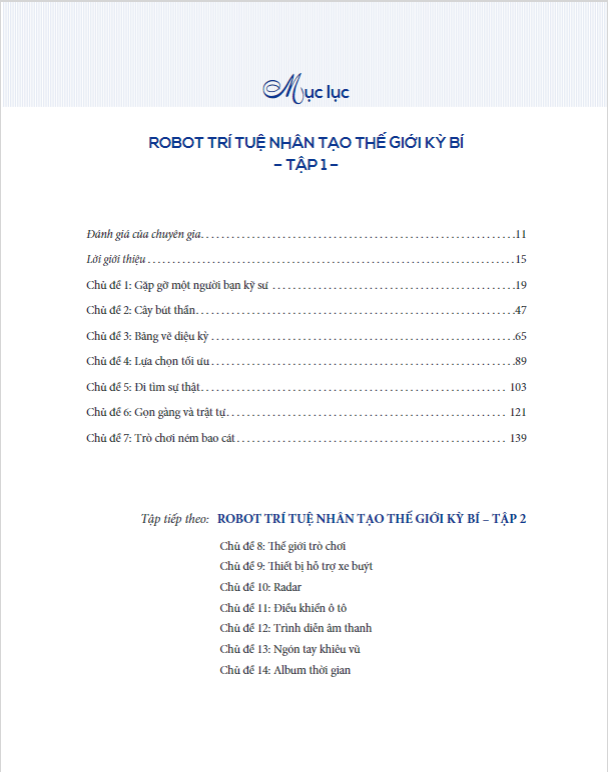 Mục lục
ROBOT TRÍ TUỆ NHÂN TẠO THẾ GIỚI KỲ BÍ
– TẬP 1 –
Đánh giá của chuyên gia. . . . . . . . . . . . . . . . . . . . . . . . . . . . . . . . . . . . . . . . . . . . . . . . . . .11
Lời giới thiệu . . . . . . . . . . . . . . . . . . . . . . . . . . . . . . . . . . . . . . . . . . . . . . . . . . . . . . . . . . . .15
Chủ đề 1: Gặp gỡ một người bạn kỹ sư . . . . . . . . . . . . . . . . . . . . . . . . . . . . . . . . . . . . . . . .19
Chủ đề 2: Cây bút thần. . . . . . . . . . . . . . . . . . . . . . . . . . . . . . . . . . . . . . . . . . . . . . . . . . . .47
Chủ đề 3: Bảng vẽ diệu kỳ . . . . . . . . . . . . . . . . . . . . . . . . . . . . . . . . . . . . . . . . . . . . . . . . . .65
Chủ đề 4: Lựa chọn tối ưu . . . . . . . . . . . . . . . . . . . . . . . . . . . . . . . . . . . . . . . . . . . . . . . . . .89
Chủ đề 5: Đi tìm sự thật. . . . . . . . . . . . . . . . . . . . . . . . . . . . . . . . . . . . . . . . . . . . . . . . . . 103
Chủ đề 6: Gọn gàng và trật tự. . . . . . . . . . . . . . . . . . . . . . . . . . . . . . . . . . . . . . . . . . . . . . 121
Chủ đề 7: Trò chơi ném bao cát . . . . . . . . . . . . . . . . . . . . . . . . . . . . . . . . . . . . . . . . . . . . 139
Tập tiếp theo: ROBOT TRÍ TUỆ NHÂN TẠO THẾ GIỚI KỲ BÍ – TẬP 2
Chủ đề 8: Thế giới trò chơi
Chủ đề 9: Thiết bị hỗ trợ xe buýt
Chủ đề 10: Radar
Chủ đề 11: Điều khiển ô tô
Chủ đề 12: Trình diễn âm thanh
Chủ đề 13: Ngón tay khiêu vũ
Chủ đề 14: Album thời gian